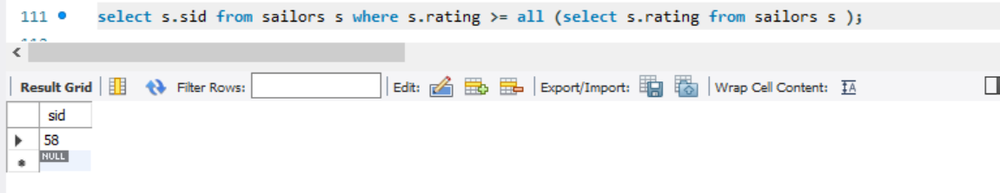 111 select s.sid from sailors s where s.rating >= all (select s.rating from sailors s );
Result Grid Filter Rows: Edit: Export/Import: Wrap Cell Content: IA
sid
58
NULL